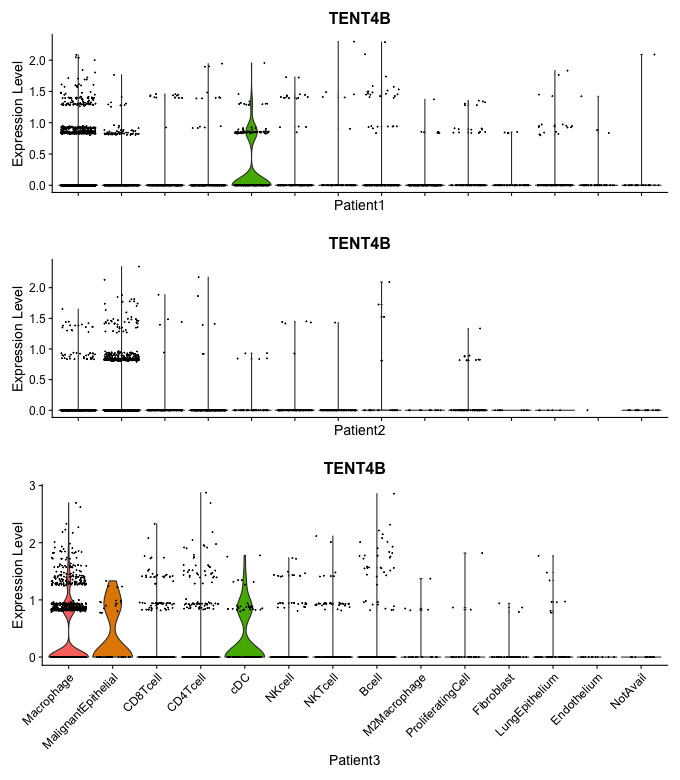 TENT4B
Expression Level
2.0
1.5
1.0
0.5
0.0
Patient1
TENT4B
Expression Level
2.0
1.5
1.0
0.5
0.0
Patient2
TENT4B
Expression Level
3
2
1
0
Macrophage
MalignantEpithelial
CD8Tcell
CD4Tcell
cDC
NKcell
NKTcell
Bcell
M2Macrophage
ProliferatingCell
Fibroblast
LungEpithelium
Endothelium
NotAvail
Patient3